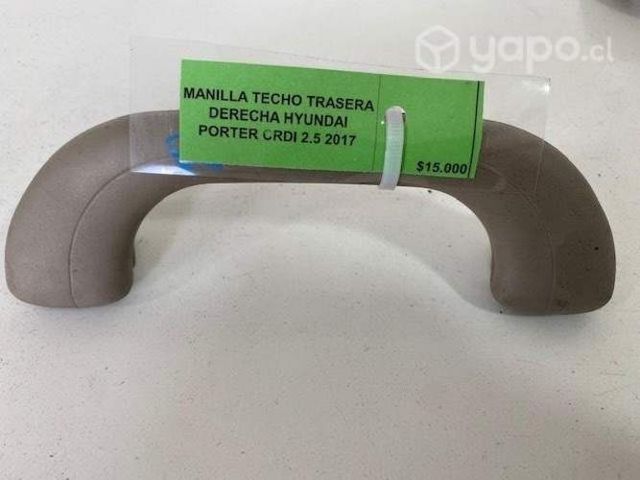 yapo.cl
MANILLA TECHO TRASERA
DERECHA HYUNDAI
PORTER CRDI 2.5 2017
$15.000